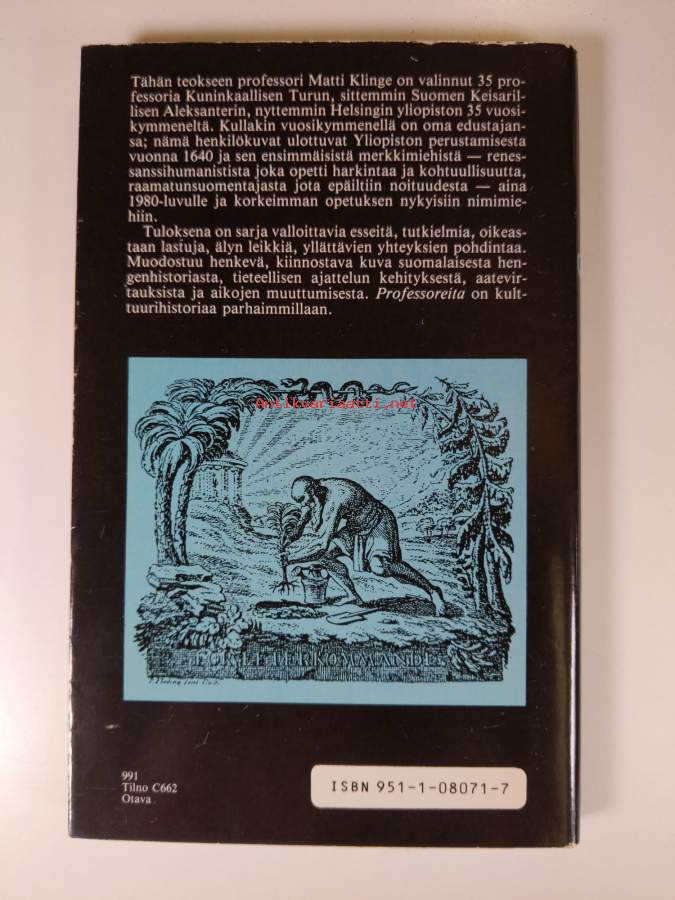 Tähän teokseen professori Matti Klinge on valinnut 35 pro-
fessoria Kuninkaallisen Turun, sittemmin Suomen Keisaril-
lisen Aleksanterin, nyttemmin Helsingin yliopiston 35 vuosi-
kymmeneltä. Kullakin vuosikymmenellä on oma edustajan-
sa; nämä henkilökuvat ulottuvat Yliopiston perustamisesta
vuonna 1640 ja sen ensimmäisistä merkkimiehistä — renes-
sanssihumanistista joka opetti harkintaa ja kohtuullisuutta,
raamatunsuomentajasta jota epäiltiin noituudesta — aina
1980-luvulle ja korkeimman opetuksen nykyisiin nimimie-
hiin.
Tuloksena on sarja valloittavia esseitä, tutkielmia, oikeas-
taan lastuja, älyn leikkiä, yllättävien yhteyksien pohdintaa.
Muodostuu henkevä, kiinnostava kuva suomalaisesta hen-
genhistoriasta, tieteellisen ajattelun kehityksestä, aatevir-
tauksista ja aikojen muuttumisesta. Professoreita on kult-
tuurihistoriaa parhaimmillaan.
Antikvariaatti.net
FÖR EFTERKOMMANDE
991
Tilno C662
Otava
ISBN 951-1-08071-7